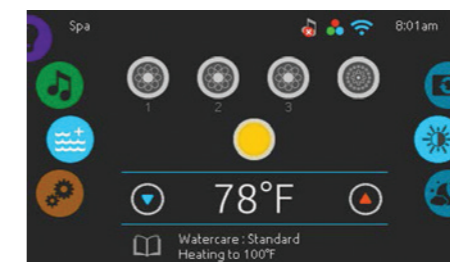 Spa
8:01am
1 2 3
78°F
Watercare : Standard
Heating to 100°F